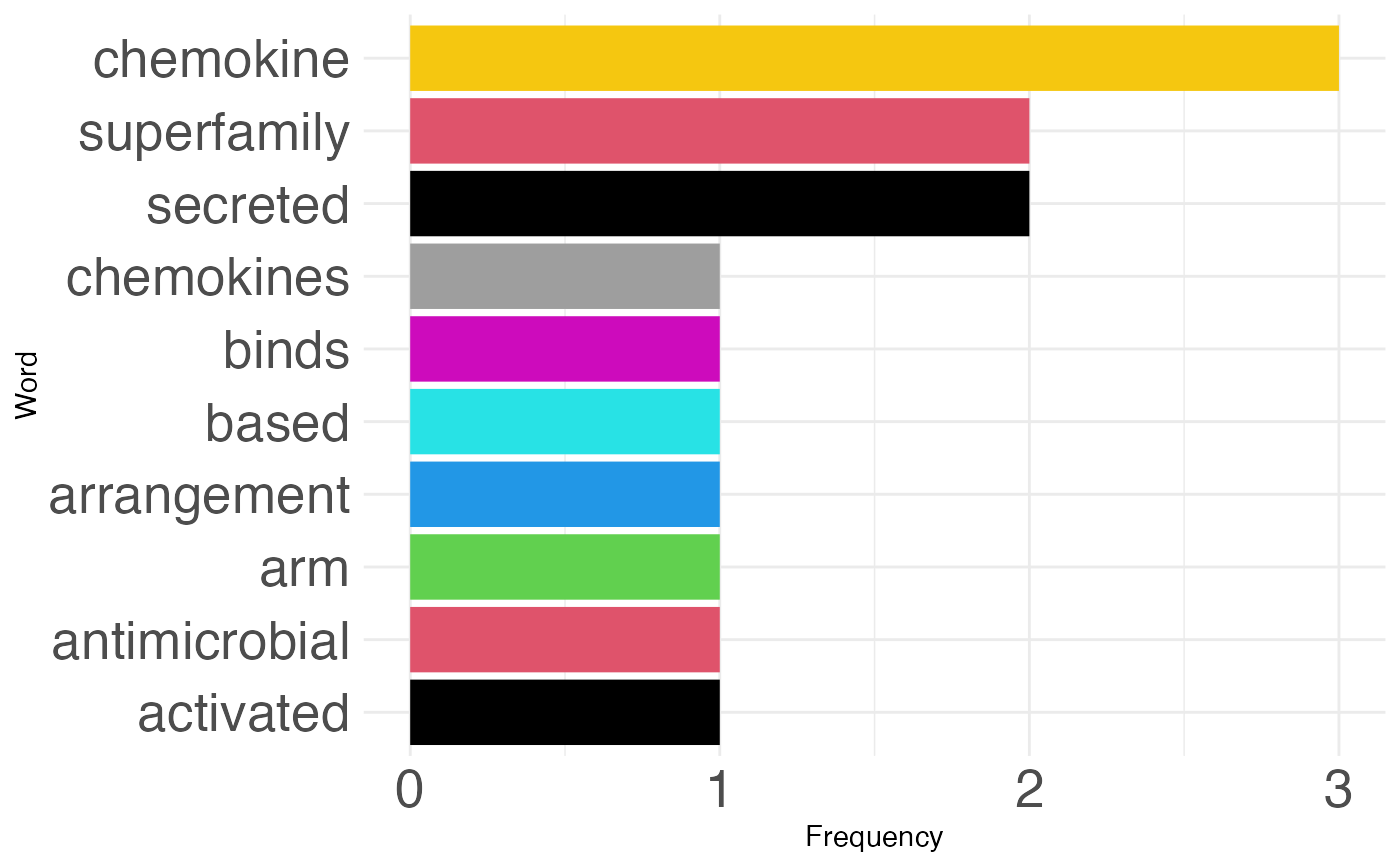 chemokine
superfamily
secreted
chemokines
binds
based
arrangement
arm
antimicrobial
activated
Word
0 1 2 3
Frequency